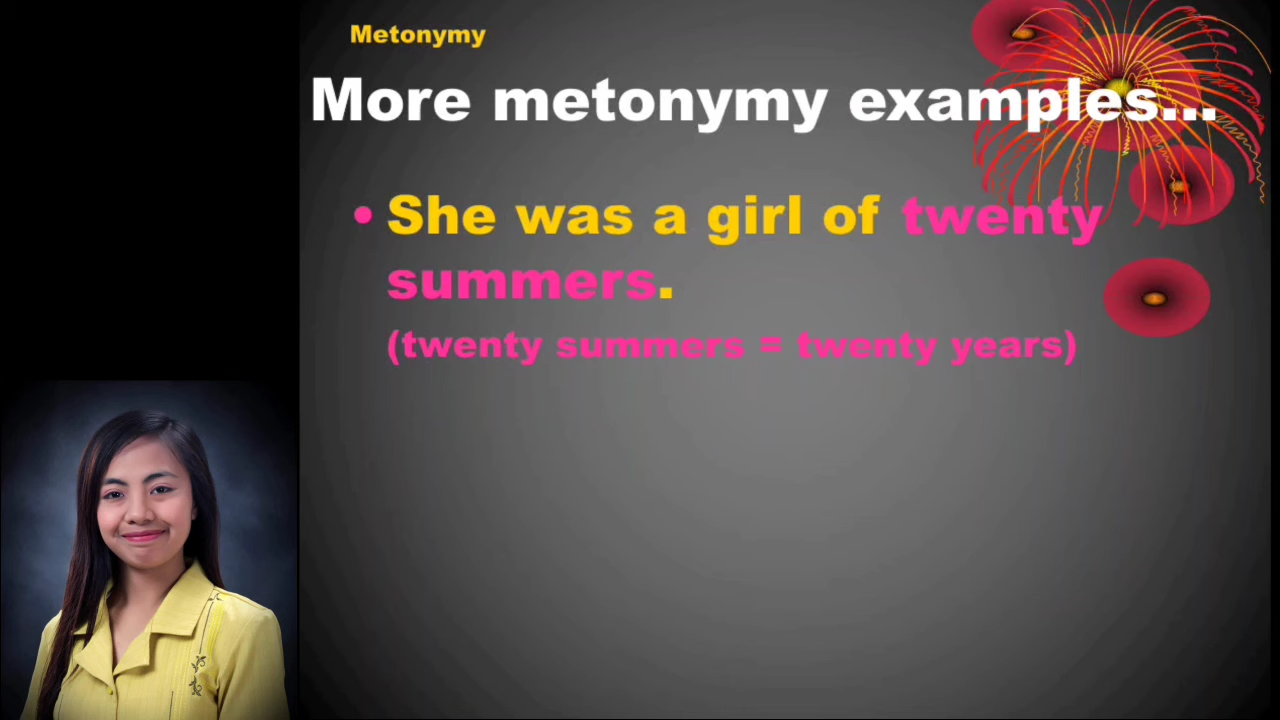 Metonymy
More metonymy examples...
• She was a girl of twenty
summers.
(twenty summers = twenty years)